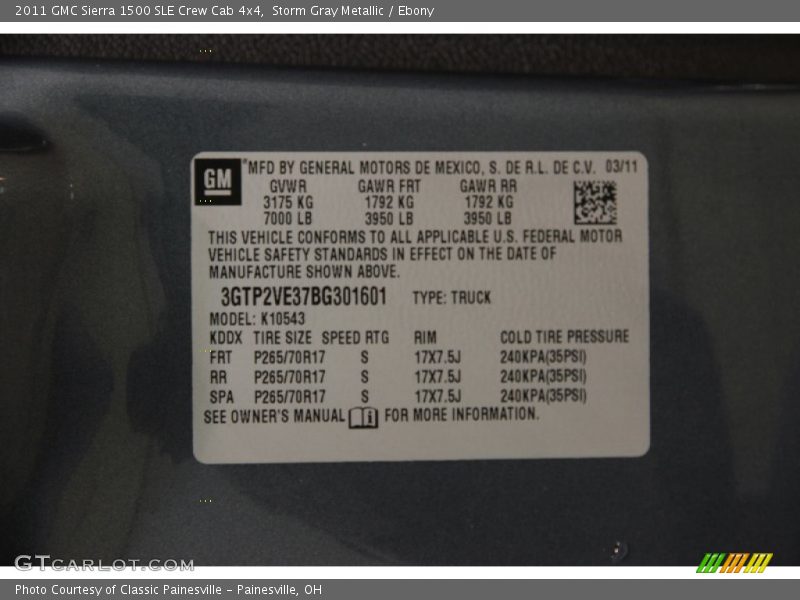 2011 GMC Sierra 1500 SLE Crew Cab 4x4, Storm Gray Metallic / Ebony
GM
MFD BY GENERAL MOTORS DE MEXICO, S. DE R.L. DE C.V. 03/11
GVWR GAWR FRT GAWR RR
3175 KG 1792 KG 1792 KG
7000 LB 3950 LB 3950 LB
THIS VEHICLE CONFORMS TO ALL APPLICABLE U.S. FEDERAL MOTOR
VEHICLE SAFETY STANDARDS IN EFFECT ON THE DATE OF
MANUFACTURE SHOWN ABOVE.
3GTP2VE37BG301601 TYPE: TRUCK
MODEL: K10543
KDDX TIRE SIZE SPEED RTG RIM COLD TIRE PRESSURE
FRT P265/70R17 S 17X7.5J 240KPA(35PSI)
RR P265/70R17 S 17X7.5J 240KPA(35PSI)
SPA P265/70R17 S 17X7.5J 240KPA(35PSI)
SEE OWNER'S MANUAL FOR MORE INFORMATION.
GTCARLOT.COM
Photo Courtesy of Classic Painesville - Painesville, OH